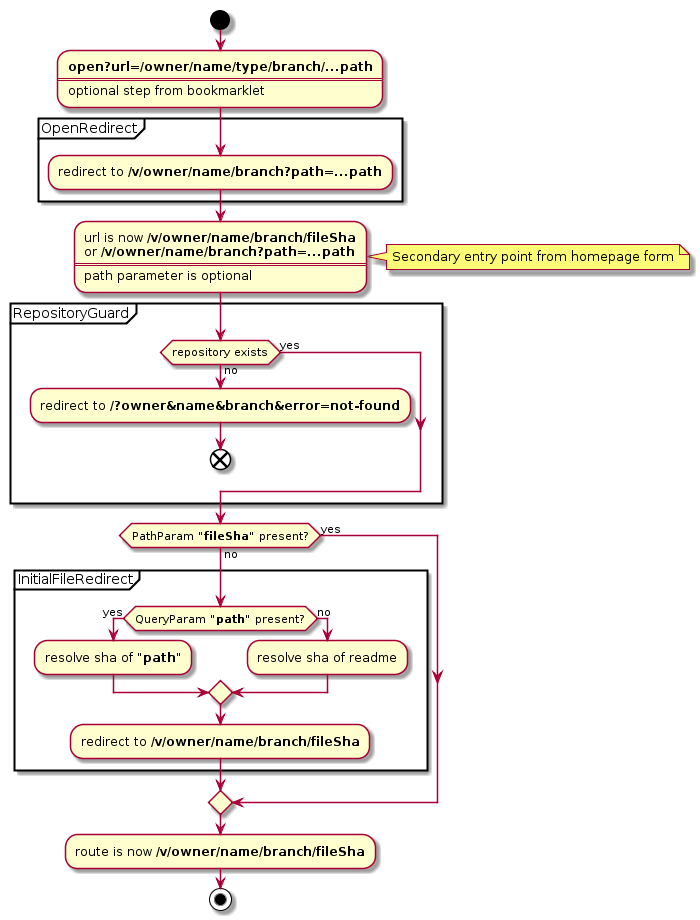 open?url=/owner/name/type/branch/...path
optional step from bookmarklet
OpenRedirect
redirect to /v/owner/name/branch?path=...path
url is now /v/owner/name/branch/fileSha
or /v/owner/name/branch?path=...path
path parameter is optional
Secondary entry point from homepage form
RepositoryGuard
repository exists
yes
no
redirect to /?owner&name&branch&error=not-found
PathParam "fileSha" present?
yes
no
InitialFileRedirect
yes
QueryParam "path" present?
no
resolve sha of "path"
resolve sha of readme
redirect to /v/owner/name/branch/fileSha
route is now /v/owner/name/branch/fileSha